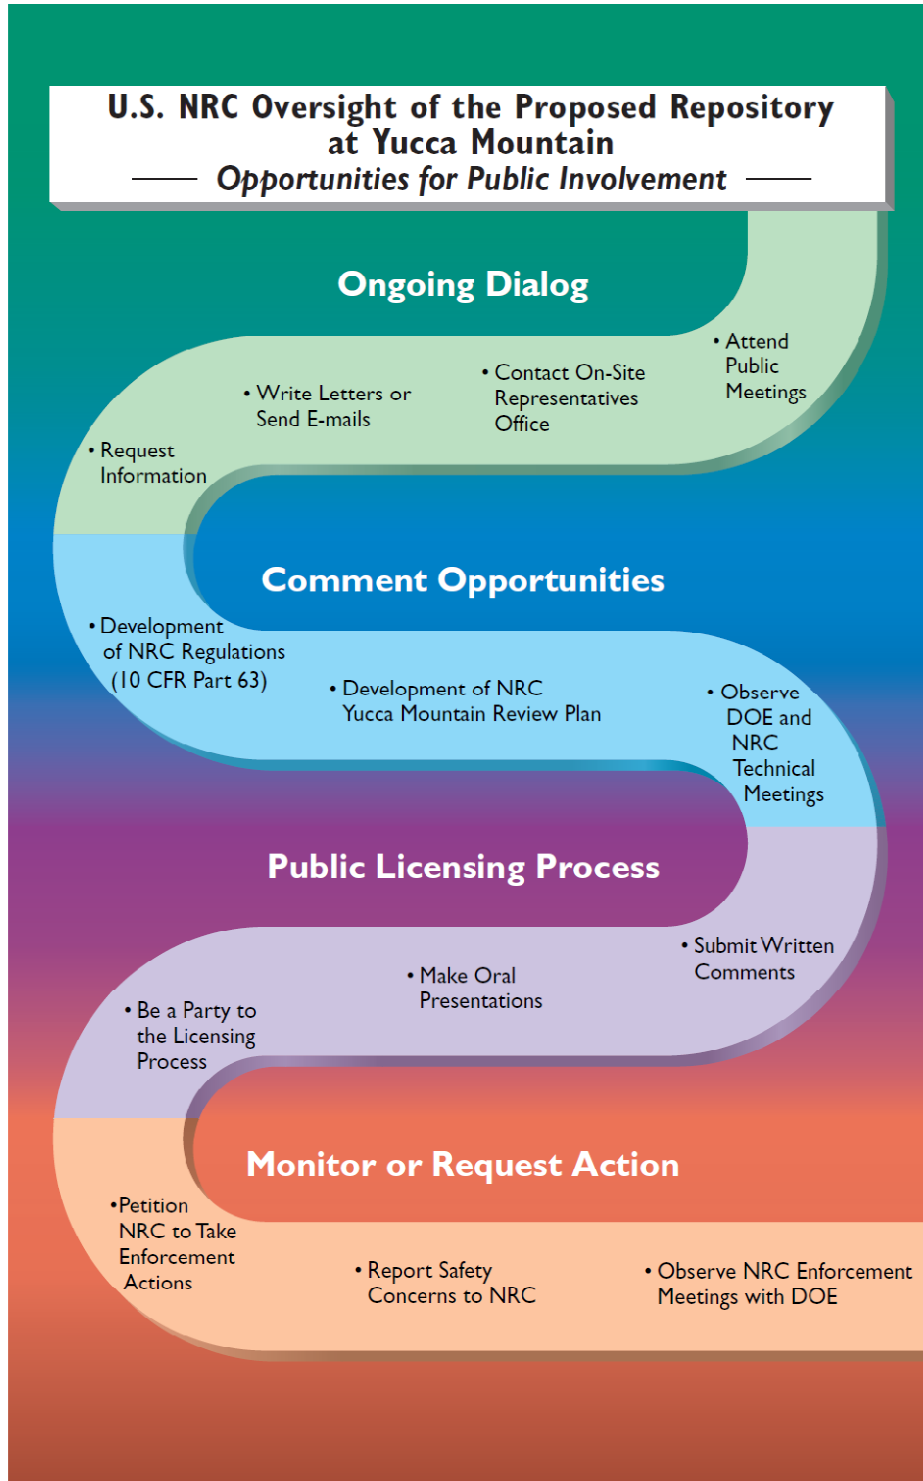 U.S. NRC Oversight of the Proposed Repository
at Yucca Mountain
Opportunities for Public Involvement
Ongoing Dialog
• Attend
Public
Meetings
• Contact On-Site
Representatives
Office
• Write Letters or
Send E-mails
• Request
Information
Comment Opportunities
• Development
of NRC Regulations
(10 CFR Part 63)
• Development of NRC
Yucca Mountain Review Plan
• Observe
DOE and
NRC
Technical
Meetings
Public Licensing Process
• Submit Written
Comments
• Make Oral
Presentations
• Be a Party to
the Licensing
Process
Monitor or Request Action
•Petition
NRC to Take
Enforcement
Actions
• Report Safety
Concerns to NRC
• Observe NRC Enforcement
Meetings with DOE